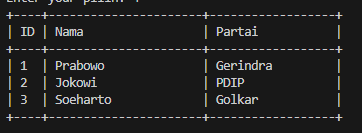 +----+----------------------+-------------------+
| ID | Nama | Partai |
+----+----------------------+-------------------+
| 1 | Prabowo | Gerindra |
| 2 | Jokowi | PDIP |
| 3 | Soeharto | Golkar |
+----+----------------------+-------------------+